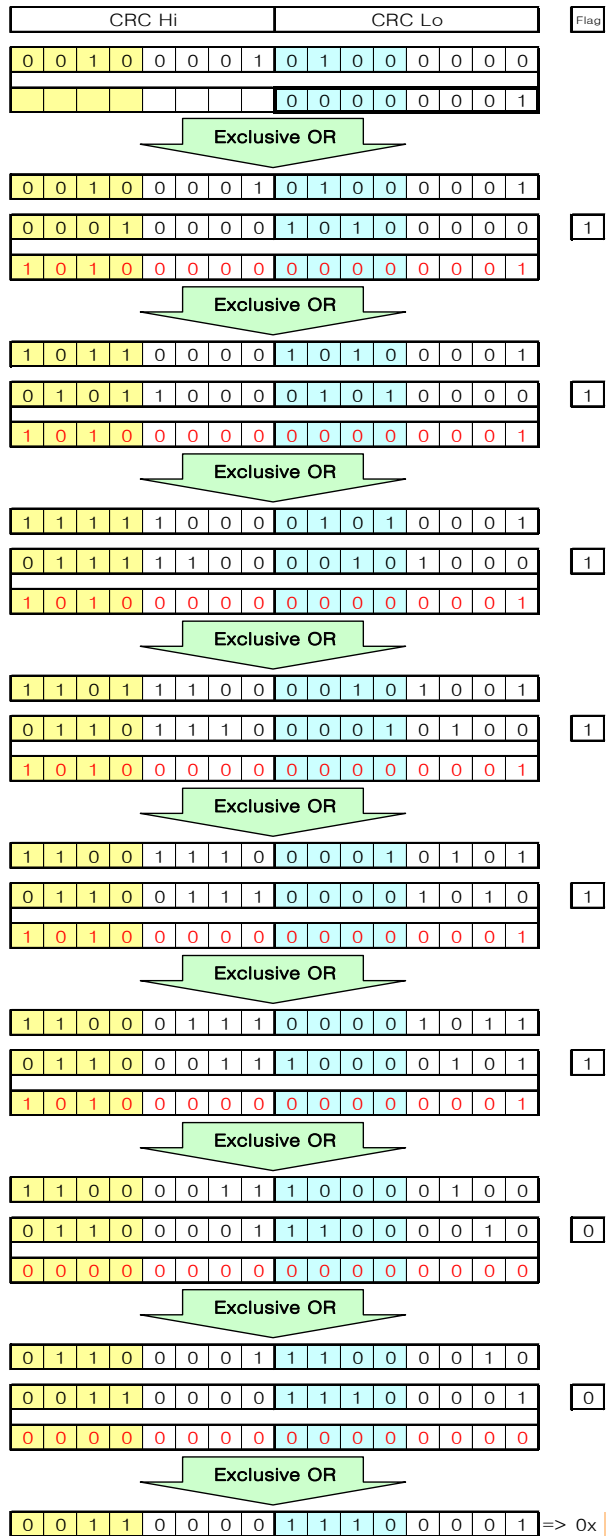 CRC Hi CRC Lo Flag
0 0 1 0 0 0 0 1 0 1 0 0 0 0 0 0
0 0 0 0 0 0 0 1
Exclusive OR
0 0 1 0 0 0 0 1 0 1 0 0 0 0 0 1
0 0 0 1 0 0 0 0 1 0 1 0 0 0 0 0 1
1 0 1 0 0 0 0 0 0 0 0 0 0 0 0 1
Exclusive OR
1 0 1 1 0 0 0 0 1 0 1 0 0 0 0 1
0 1 0 1 1 0 0 0 0 1 0 1 0 0 0 0 1
1 0 1 0 0 0 0 0 0 0 0 0 0 0 0 1
Exclusive OR
1 1 1 1 1 0 0 0 0 1 0 1 0 0 0 1
0 1 1 1 1 1 0 0 0 0 1 0 1 0 0 0 1
1 0 1 0 0 0 0 0 0 0 0 0 0 0 0 1
Exclusive OR
1 1 0 1 1 1 0 0 0 0 1 0 1 0 0 1
0 1 1 0 1 1 1 0 0 0 0 1 0 1 0 0 1
1 0 1 0 0 0 0 0 0 0 0 0 0 0 0 1
Exclusive OR
1 1 0 0 1 1 1 0 0 0 0 1 0 1 0 1
0 1 1 0 0 1 1 1 0 0 0 0 1 0 1 0 1
1 0 1 0 0 0 0 0 0 0 0 0 0 0 0 1
Exclusive OR
1 1 0 0 0 1 1 1 0 0 0 0 1 0 1 1
0 1 1 0 0 0 1 1 1 0 0 0 0 1 0 1 1
1 0 1 0 0 0 0 0 0 0 0 0 0 0 0 1
Exclusive OR
1 1 0 0 0 0 1 1 1 0 0 0 0 1 0 0
0 1 1 0 0 0 0 1 1 1 0 0 0 0 1 0 0
0 0 0 0 0 0 0 0 0 0 0 0 0 0 0 0
Exclusive OR
0 1 1 0 0 0 0 1 1 1 0 0 0 0 1 0
0 0 1 1 0 0 0 0 1 1 1 0 0 0 0 1 0
0 0 0 0 0 0 0 0 0 0 0 0 0 0 0 0
Exclusive OR
0 0 1 1 0 0 0 0 1 1 1 0 0 0 0 1 => 0x